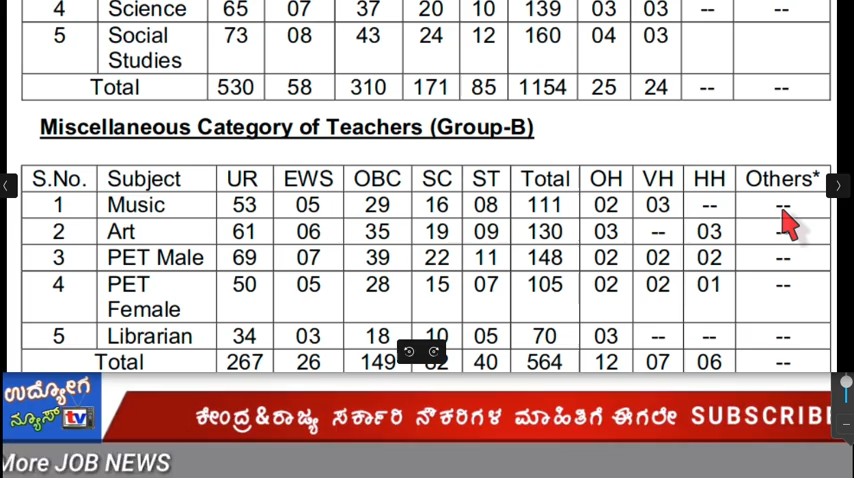 4 Science 65 07 37 20 10 139 03 03 -- --
5 Social Studies 73 08 43 24 12 160 04 03
Total 530 58 310 171 85 1154 25 24 -- --
Miscellaneous Category of Teachers (Group-B)
S.No. Subject UR EWS OBC SC ST Total OH VH HH Others*
1 Music 53 05 29 16 08 111 02 03 -- --
2 Art 61 06 35 19 09 130 03 -- 03 --
3 PET Male 69 07 39 22 11 148 02 02 02 --
4 PET Female 50 05 28 15 07 105 02 02 01 --
5 Librarian 34 03 18 10 05 70 03 -- -- --
Total 267 26 149 82 40 564 12 07 06 --
ಉದ್ಯೋಗ
ನ್ಯೂಸ್ tv
ಕೇಂದ್ರ&ರಾಜ್ಯ ಸರ್ಕಾರಿ ನೌಕರಿಗಳ ಮಾಹಿತಿಗೆ ಈಗಲೇ SUBSCRIBE
More JOB NEWS